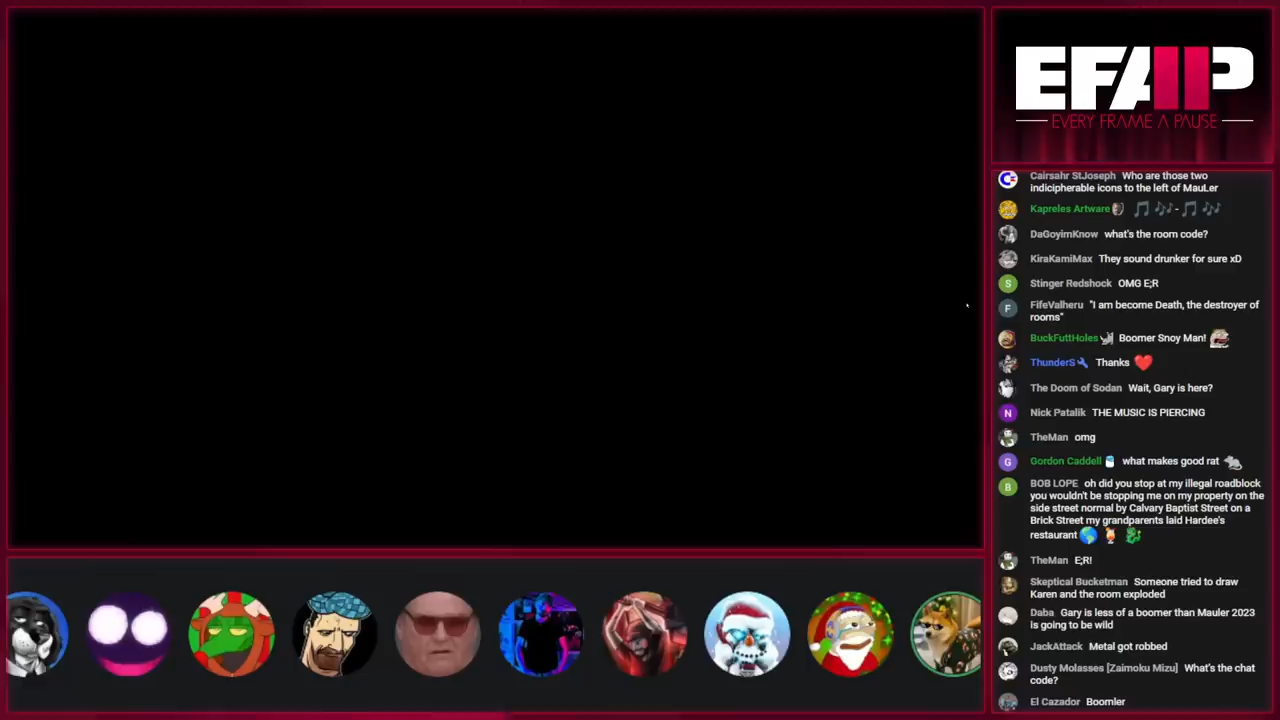 EFAP
EVERY FRAME A PAUSE
Cairsahr StJoseph Who are those two
indicipherable icons to the left of MauLer
Kapreles Artware 🎵 🎶-🎵 🎶
DaGoyimKnow what's the room code?
KiraKamiMax They sound drunker for sure xD
S Stinger Redshock OMG E;R
F FifeValheru "I am become Death, the destroyer of
rooms"
BuckFuttHoles Boomer Snoy Man!
ThunderS Thanks ❤️
The Doom of Sodan Wait, Gary is here?
N Nick Patalik THE MUSIC IS PIERCING
TheMan omg
G Gordon Caddell what makes good rat 🐀
B BOB LOPE oh did you stop at my illegal roadblock
you wouldn't be stopping me on my property on the
side street normal by Calvary Baptist Street on a
Brick Street my grandparents laid Hardee's
restaurant 🌎 🍹 🐉
TheMan E;R!
Skeptical Bucketman Someone tried to draw
Karen and the room exploded
Daba Gary is less of a boomer than Mauler 2023
is going to be wild
JackAttack Metal got robbed
Dusty Molasses [Zaimoku Mizu] What's the chat
code?
El Cazador Boomler